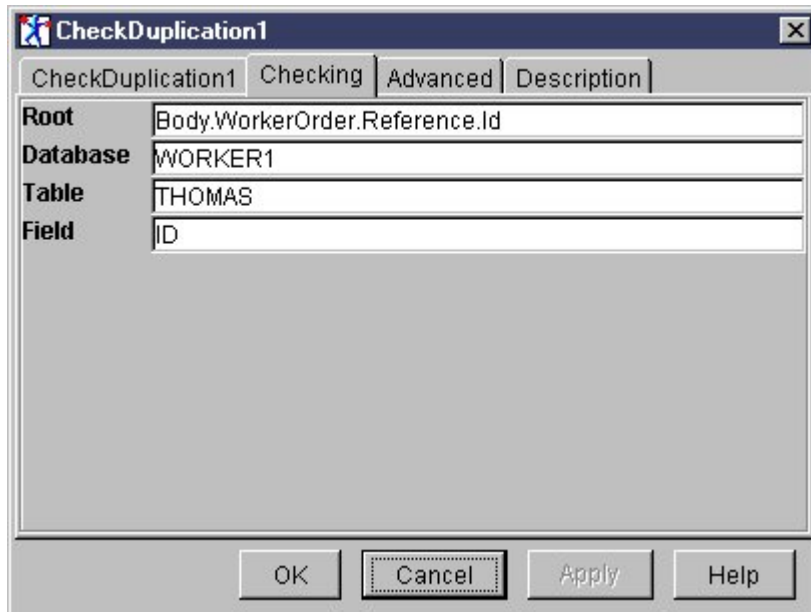 CheckDuplication1
CheckDuplication1 Checking Advanced Description
Root Body.WorkerOrder.Reference.Id
Database WORKER1
Table THOMAS
Field ID
OK Cancel Apply Help